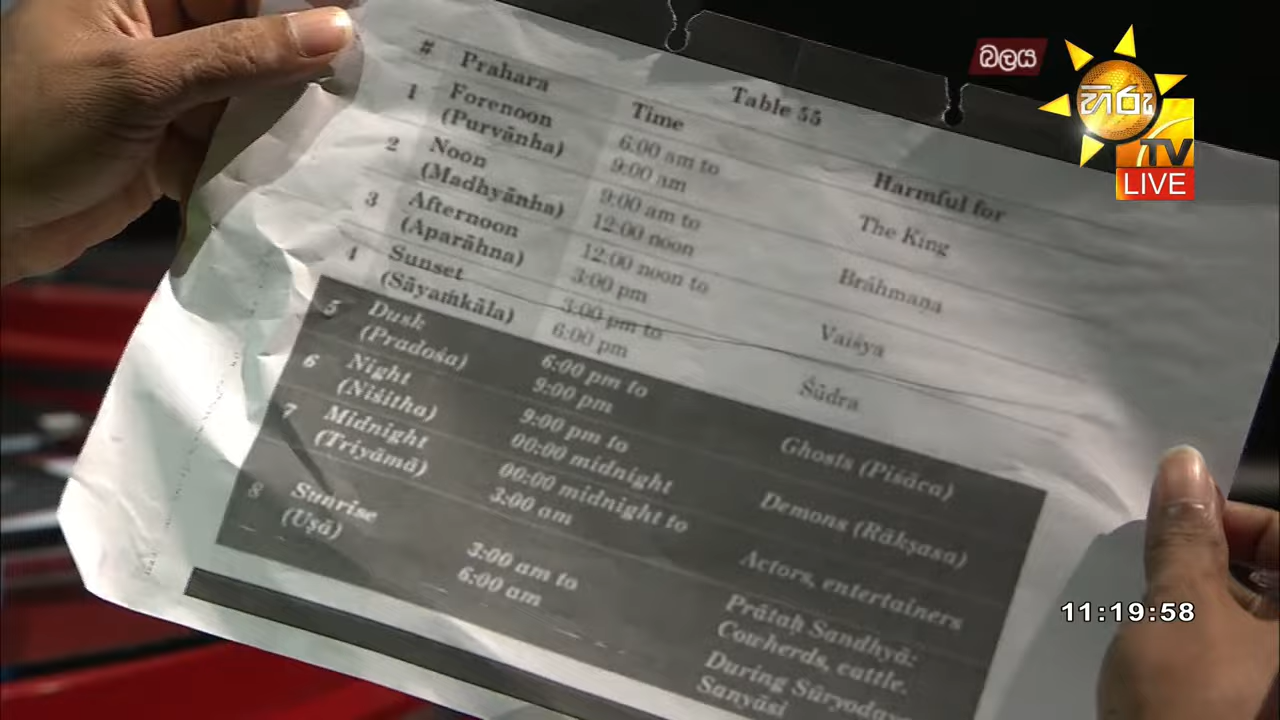 බලය
හිරු
TV
LIVE
Table 55
# Prahara Time Harmful for
1 Forenoon 6:00 am to The King
(Purvānha) 9:00 am
2 Noon 9:00 am to Brāhmaṇa
(Madhyānha) 12:00 noon
3 Afternoon 12:00 noon to Vaiśya
(Aparāhna) 3:00 pm
4 Sunset 3:00 pm to Śūdra
(Sāyaṁkāla) 6:00 pm
5 Dusk 6:00 pm to Ghosts (Piśāca)
(Pradośa) 9:00 pm
6 Night 9:00 pm to Demons (Rākṣasa)
(Niśitha) 00:00 midnight
7 Midnight 00:00 midnight to Actors, entertainers
(Triyāmā) 3:00 am
8 Sunrise 3:00 am to Prātaḥ Sandhyā:
(Uṣā) 6:00 am Cowherds, cattle.
During Sūryodaya
Sanyāsi
11:19:58